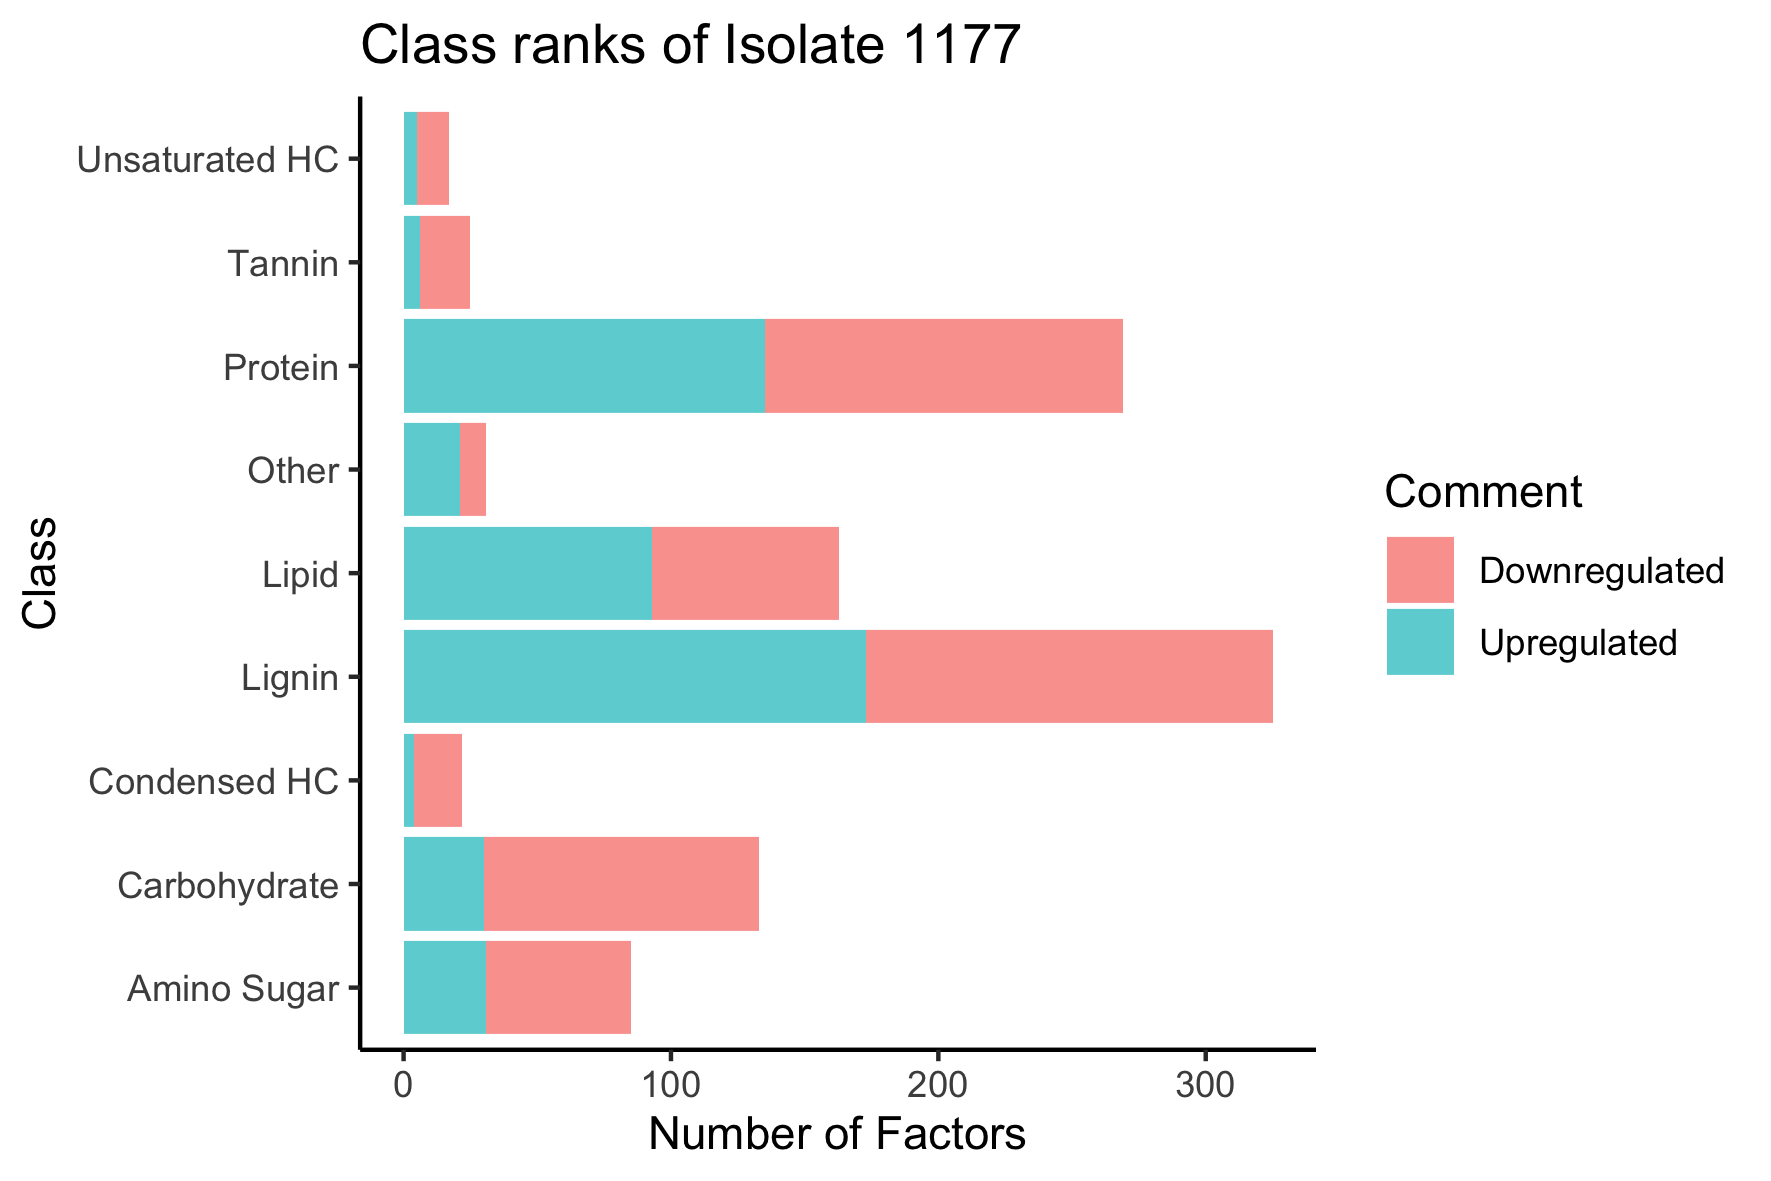 Class ranks of Isolate 1177
Unsaturated HC
Tannin
Protein
Other
Lipid
Lignin
Condensed HC
Carbohydrate
Amino Sugar
Class
0 100 200 300
Number of Factors
Comment
Downregulated
Upregulated